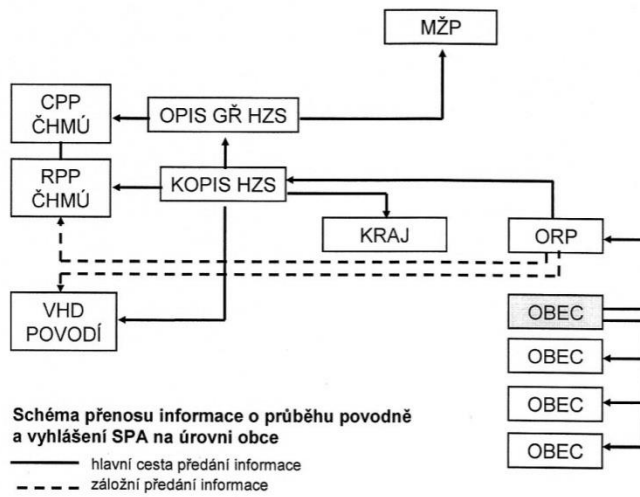 MŽP
CPP
ČHMÚ
OPIS GŘ HZS
RPP
ČHMÚ
KOPIS HZS
KRAJ
ORP
VHD
POVODÍ
OBEC
OBEC
OBEC
OBEC
Schéma přenosu informace o průběhu povodně
a vyhlášení SPA na úrovni obce
hlavní cesta předání informace
záložní předání informace